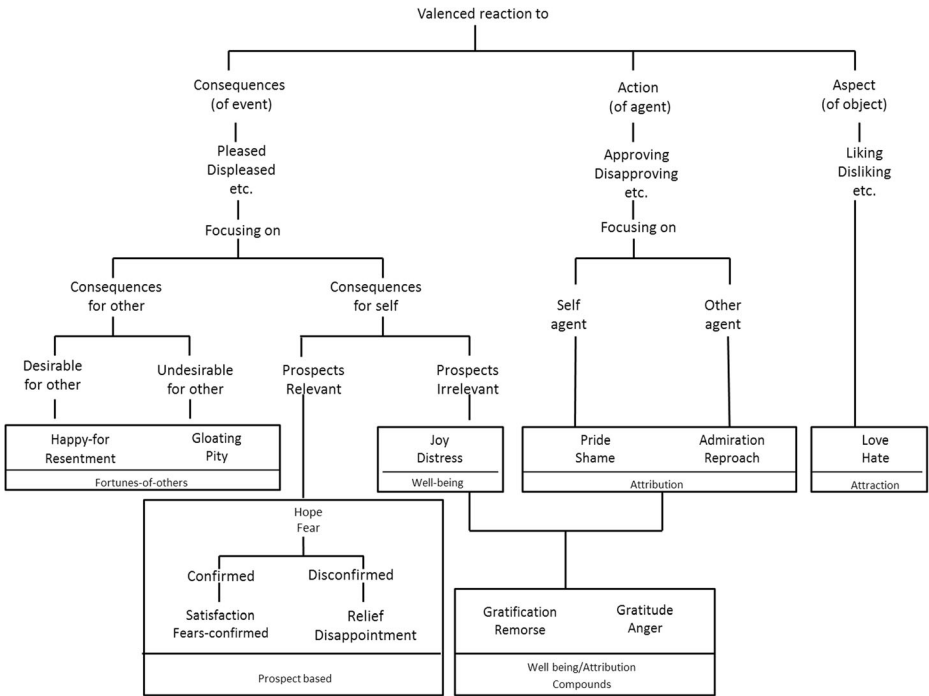 Valenced reaction to
Consequences
(of event)
Action
(of agent)
Aspect
(of object)
Pleased
Displeased
etc.
Approving
Disapproving
etc.
Liking
Disliking
etc.
Focusing on
Focusing on
Consequences
for other
Consequences
for self
Self
agent
Other
agent
Desirable
for other
Undesirable
for other
Prospects
Relevant
Prospects
Irrelevant
Happy-for
Resentment
Gloating
Pity
Fortunes-of-others
Joy
Distress
Well-being
Pride
Shame
Admiration
Reproach
Attribution
Love
Hate
Attraction
Hope
Fear
Confirmed
Disconfirmed
Satisfaction
Fears-confirmed
Relief
Disappointment
Prospect based
Gratification
Remorse
Gratitude
Anger
Well being/Attribution
Compounds